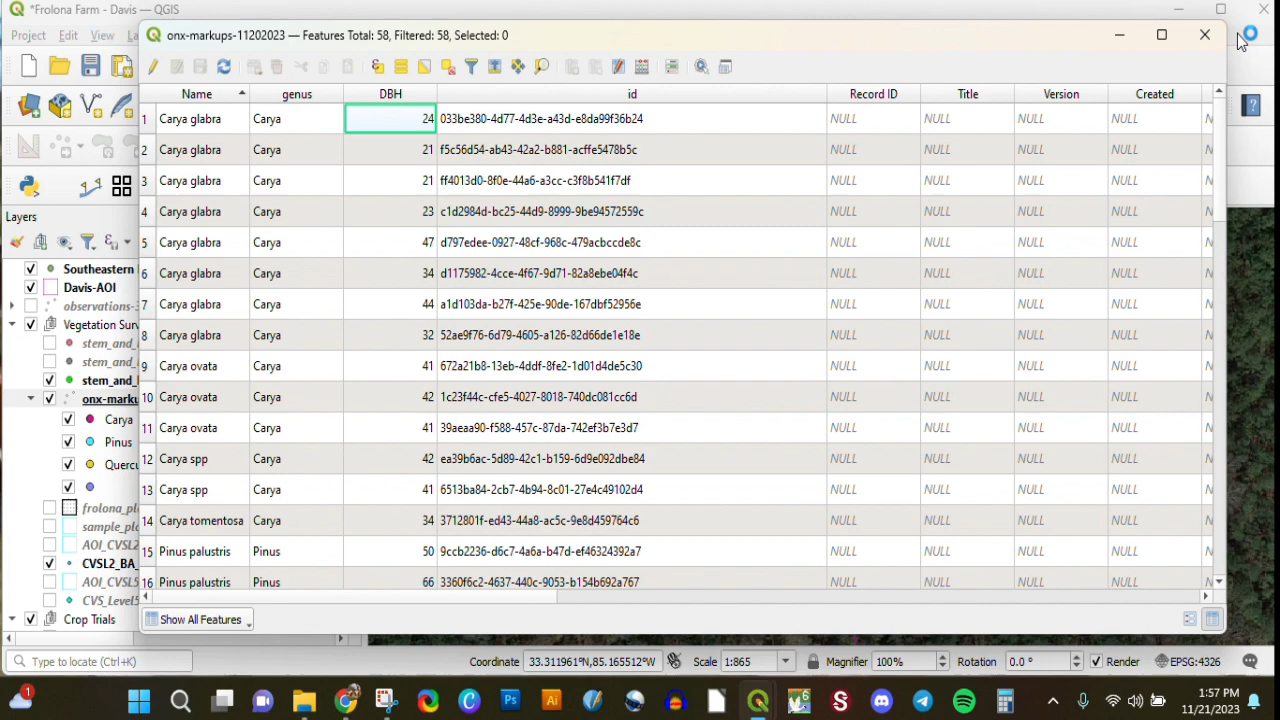 *Frolona Farm - Davis — QGIS
Project Edit View
onx-markups-11202023 — Features Total: 58, Filtered: 58, Selected: 0
Name genus DBH id Record ID Title Version Created
1 Carya glabra Carya 24 033be380-4d77-4d3e-a43d-e8da99f36b24 NULL NULL NULL NULL N
2 Carya glabra Carya 21 f5c56d54-ab43-42a2-b881-acffe5478b5c NULL NULL NULL NULL N
3 Carya glabra Carya 21 ff4013d0-8f0e-44a6-a3cc-c3f8b541f7df NULL NULL NULL NULL N
4 Carya glabra Carya 23 c1d2984d-bc25-44d9-8999-9be94572559c NULL NULL NULL NULL N
5 Carya glabra Carya 47 d797edee-0927-48cf-968c-479acbccde8c NULL NULL NULL NULL N
6 Carya glabra Carya 34 d1175982-4cce-4f67-9d71-82a8ebe04f4c NULL NULL NULL NULL N
7 Carya glabra Carya 44 a1d103da-b27f-425e-90de-167dbf52956e NULL NULL NULL NULL N
8 Carya glabra Carya 32 52ae9f76-6d79-4605-a126-82d66de1e18e NULL NULL NULL NULL N
9 Carya ovata Carya 41 672a21b8-13eb-4ddf-8fe2-1d01d4de5c30 NULL NULL NULL NULL N
10 Carya ovata Carya 42 1c23f44c-cfe5-4027-8018-740dc081cc6d NULL NULL NULL NULL N
11 Carya ovata Carya 41 39aeaa90-f588-457c-87da-742ef3b7e3d7 NULL NULL NULL NULL N
12 Carya spp Carya 42 ea39b6ac-5d89-42c1-b159-6d9e092dbe84 NULL NULL NULL NULL N
13 Carya spp Carya 41 6513ba84-2cb7-4b94-8c01-27e4c49102d4 NULL NULL NULL NULL N
14 Carya tomentosa Carya 34 3712801f-ed43-44a8-ac5c-9e8d459764c6 NULL NULL NULL NULL N
15 Pinus palustris Pinus 50 9ccb2236-d6c7-4a6a-b47d-ef46324392a7 NULL NULL NULL NULL N
16 Pinus palustris Pinus 66 3360f6c2-4637-440c-9053-b154b692a767 NULL NULL NULL NULL N
Show All Features
Layers
Southeastern
Davis-AOI
observations-3
Vegetation Surv
stem_and_
stem_and_
stem_and_
onx-marku
Carya
Pinus
Quercu
frolona_pl
sample_plo
AOI_CVSL2
CVSL2_BA_
AOI_CVSL5
CVS_Level5
Crop Trials
Type to locate (Ctrl+K) Coordinate 33.311961°N,85.165512°W Scale 1:865 Magnifier 100% Rotation 0.0 ° Render EPSG:4326
1 Ps Ai 6 S 1:57 PM
11/21/2023